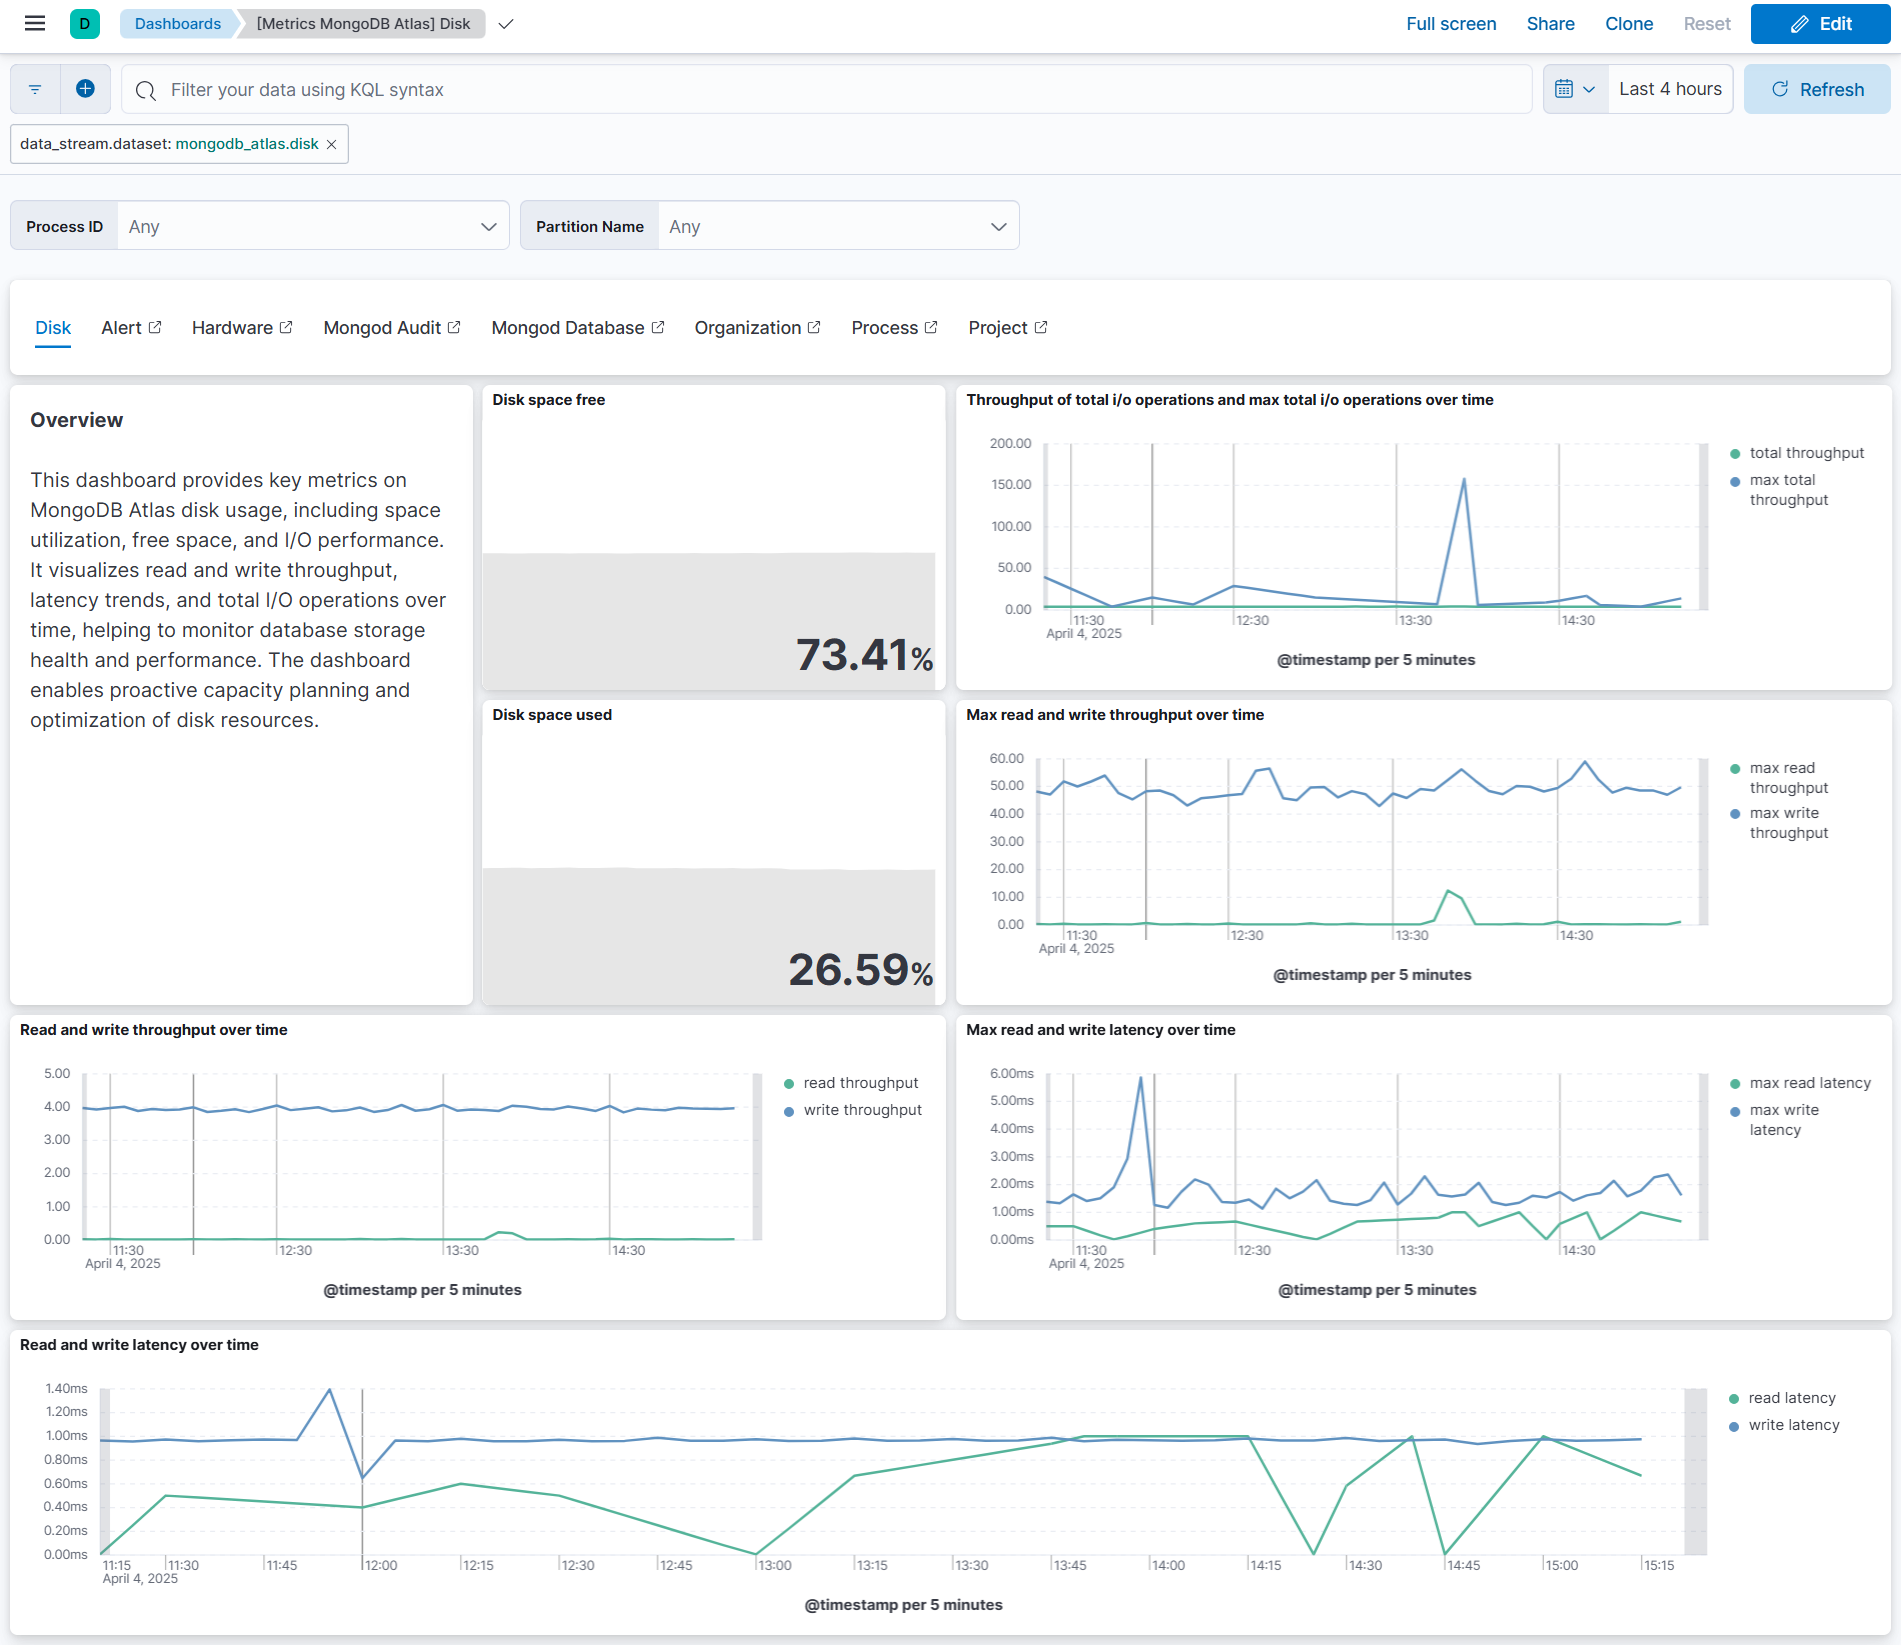 D
Dashboards
[Metrics MongoDB Atlas] Disk
Full screen
Share
Clone
Reset
Edit
Filter your data using KQL syntax
Last 4 hours
Refresh
data_stream.dataset: mongodb_atlas.disk
Process ID
Any
Partition Name
Any
Disk
Alert
Hardware
Mongod Audit
Mongod Database
Organization
Process
Project
Overview
This dashboard provides key metrics on
MongoDB Atlas disk usage, including space
utilization, free space, and I/O performance.
It visualizes read and write throughput,
latency trends, and total I/O operations over
time, helping to monitor database storage
health and performance. The dashboard
enables proactive capacity planning and
optimization of disk resources.
Disk space free
73.41%
Throughput of total i/o operations and max total i/o operations over time
200.00
150.00
100.00
50.00
0.00
11:30
12:30
13:30
14:30
April 4, 2025
@timestamp per 5 minutes
total throughput
max total
throughput
Disk space used
26.59%
Max read and write throughput over time
60.00
50.00
40.00
30.00
20.00
10.00
0.00
11:30
12:30
13:30
14:30
April 4, 2025
@timestamp per 5 minutes
max read
throughput
max write
throughput
Read and write throughput over time
5.00
4.00
3.00
2.00
1.00
0.00
11:30
12:30
13:30
14:30
April 4, 2025
@timestamp per 5 minutes
read throughput
write throughput
Max read and write latency over time
6.00ms
5.00ms
4.00ms
3.00ms
2.00ms
1.00ms
0.00ms
11:30
12:30
13:30
14:30
April 4, 2025
@timestamp per 5 minutes
max read latency
max write
latency
Read and write latency over time
1.40ms
1.20ms
1.00ms
0.80ms
0.60ms
0.40ms
0.20ms
0.00ms
11:15
11:30
11:45
12:00
12:15
12:30
12:45
13:00
13:15
13:30
13:45
14:00
14:15
14:30
14:45
15:00
15:15
April 4, 2025
@timestamp per 5 minutes
read latency
write latency